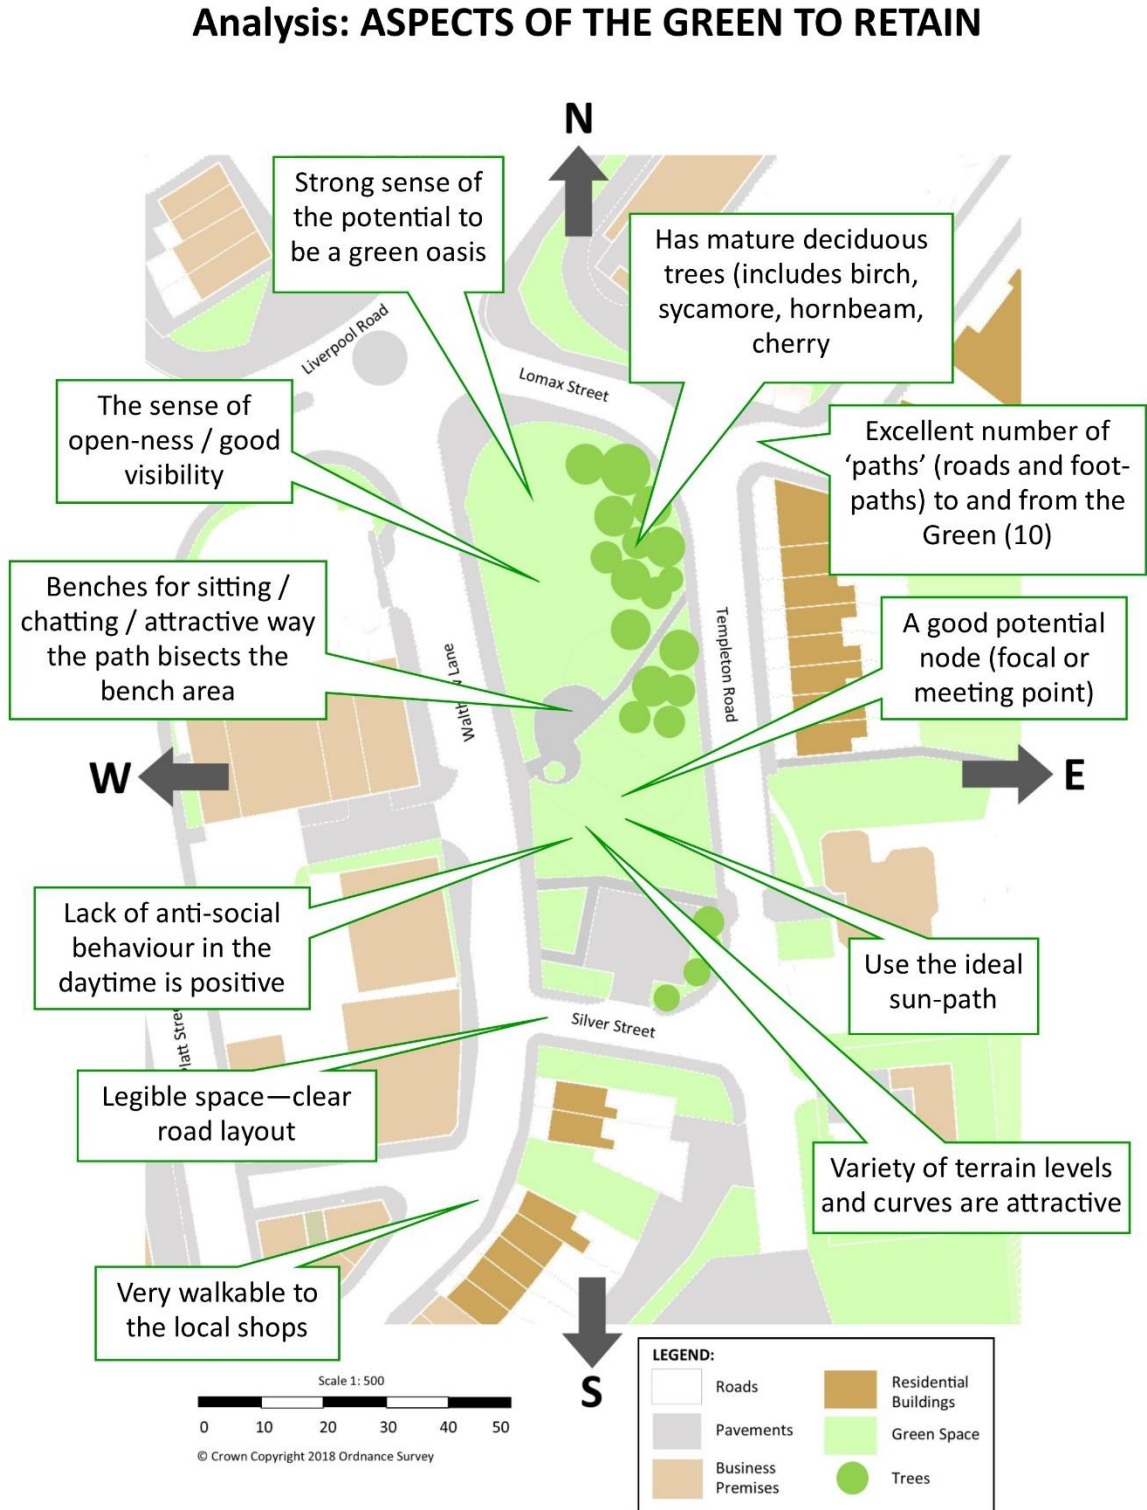 Analysis: ASPECTS OF THE GREEN TO RETAIN
N
Strong sense of
the potential to
be a green oasis
Has mature deciduous
trees (includes birch,
sycamore, hornbeam,
cherry
Liverpool Road
Lomax Street
The sense of
open-ness / good
visibility
Excellent number of
‘paths’ (roads and foot-
paths) to and from the
Green (10)
Benches for sitting /
chatting / attractive way
the path bisects the
bench area
Lane
Templeton Road
A good potential
node (focal or
meeting point)
W
E
Lack of anti-social
behaviour in the
daytime is positive
Use the ideal
sun-path
Silver Street
Legible space—clear
road layout
Variety of terrain levels
and curves are attractive
Very walkable to
the local shops
S
Scale 1: 500
0 10 20 30 40 50
© Crown Copyright 2018 Ordnance Survey
LEGEND:
Roads
Pavements
Business
Premises
Residential
Buildings
Green Space
Trees